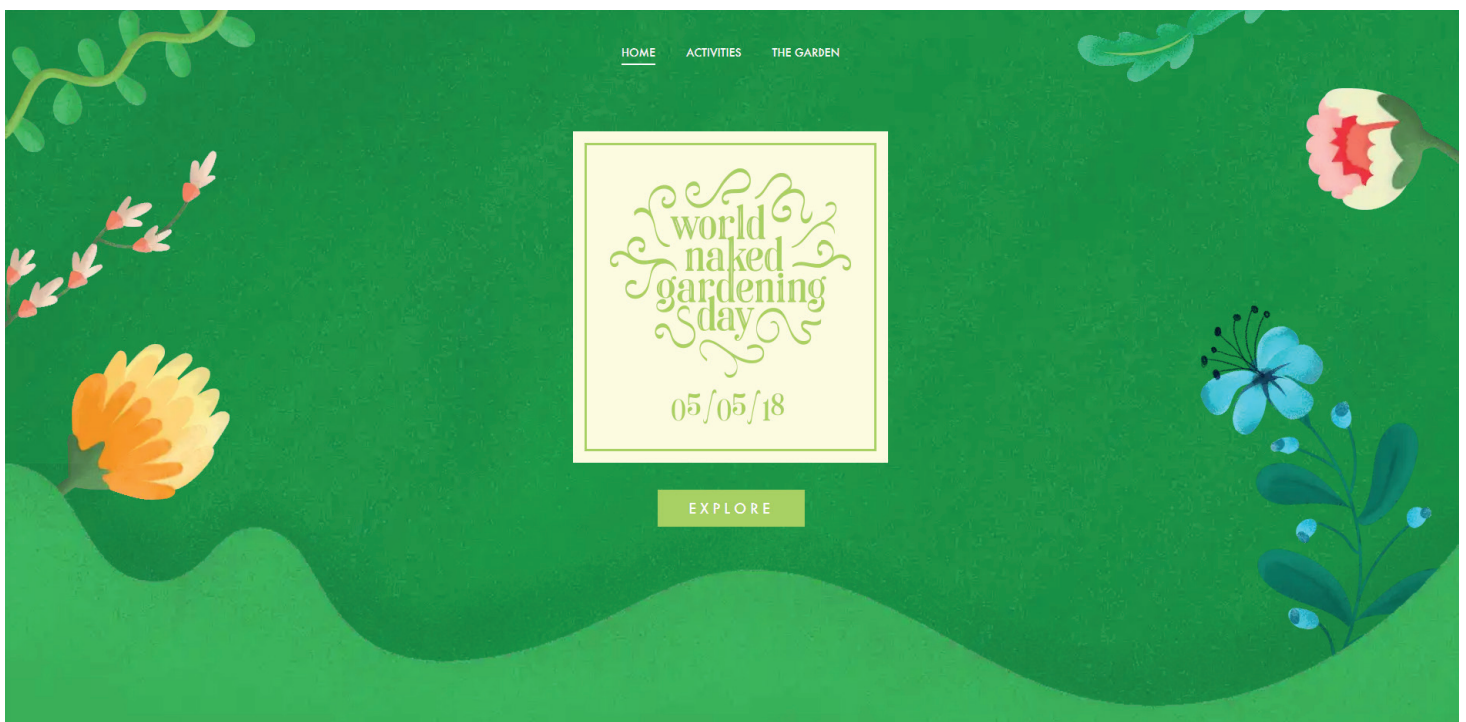 HOME ACTIVITIES THE GARDEN
world
naked
gardening
day
05/05/18
EXPLORE